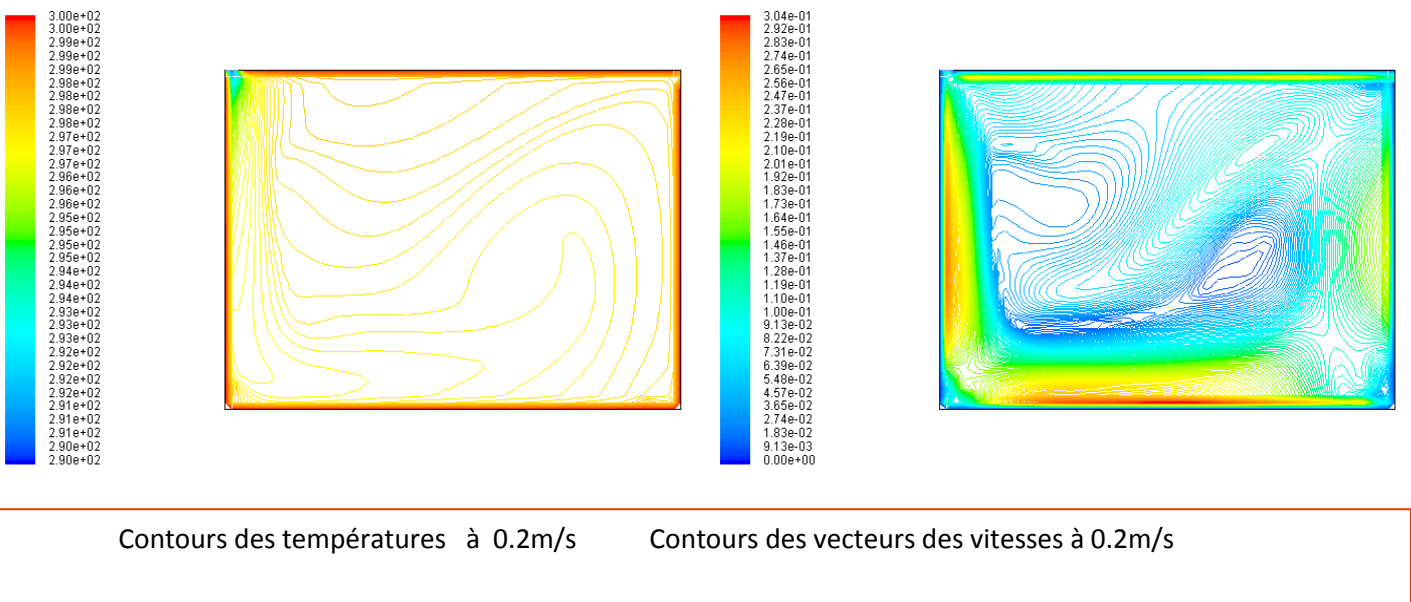 3.00e+02
3.00e+02
2.99e+02
2.99e+02
2.99e+02
2.98e+02
2.98e+02
2.98e+02
2.98e+02
2.97e+02
2.97e+02
2.97e+02
2.96e+02
2.96e+02
2.96e+02
2.95e+02
2.95e+02
2.95e+02
2.95e+02
2.94e+02
2.94e+02
2.94e+02
2.93e+02
2.93e+02
2.93e+02
2.92e+02
2.92e+02
2.92e+02
2.92e+02
2.91e+02
2.91e+02
2.91e+02
2.90e+02
2.90e+02
3.04e-01
2.92e-01
2.83e-01
2.74e-01
2.65e-01
2.56e-01
2.47e-01
2.37e-01
2.28e-01
2.19e-01
2.10e-01
2.01e-01
1.92e-01
1.83e-01
1.73e-01
1.64e-01
1.55e-01
1.46e-01
1.37e-01
1.28e-01
1.19e-01
1.10e-01
1.00e-01
9.13e-02
8.22e-02
7.31e-02
6.39e-02
5.48e-02
4.57e-02
3.65e-02
2.74e-02
1.83e-02
9.13e-03
0.00e+00
Contours des températures à 0.2m/s
Contours des vecteurs des vitesses à 0.2m/s